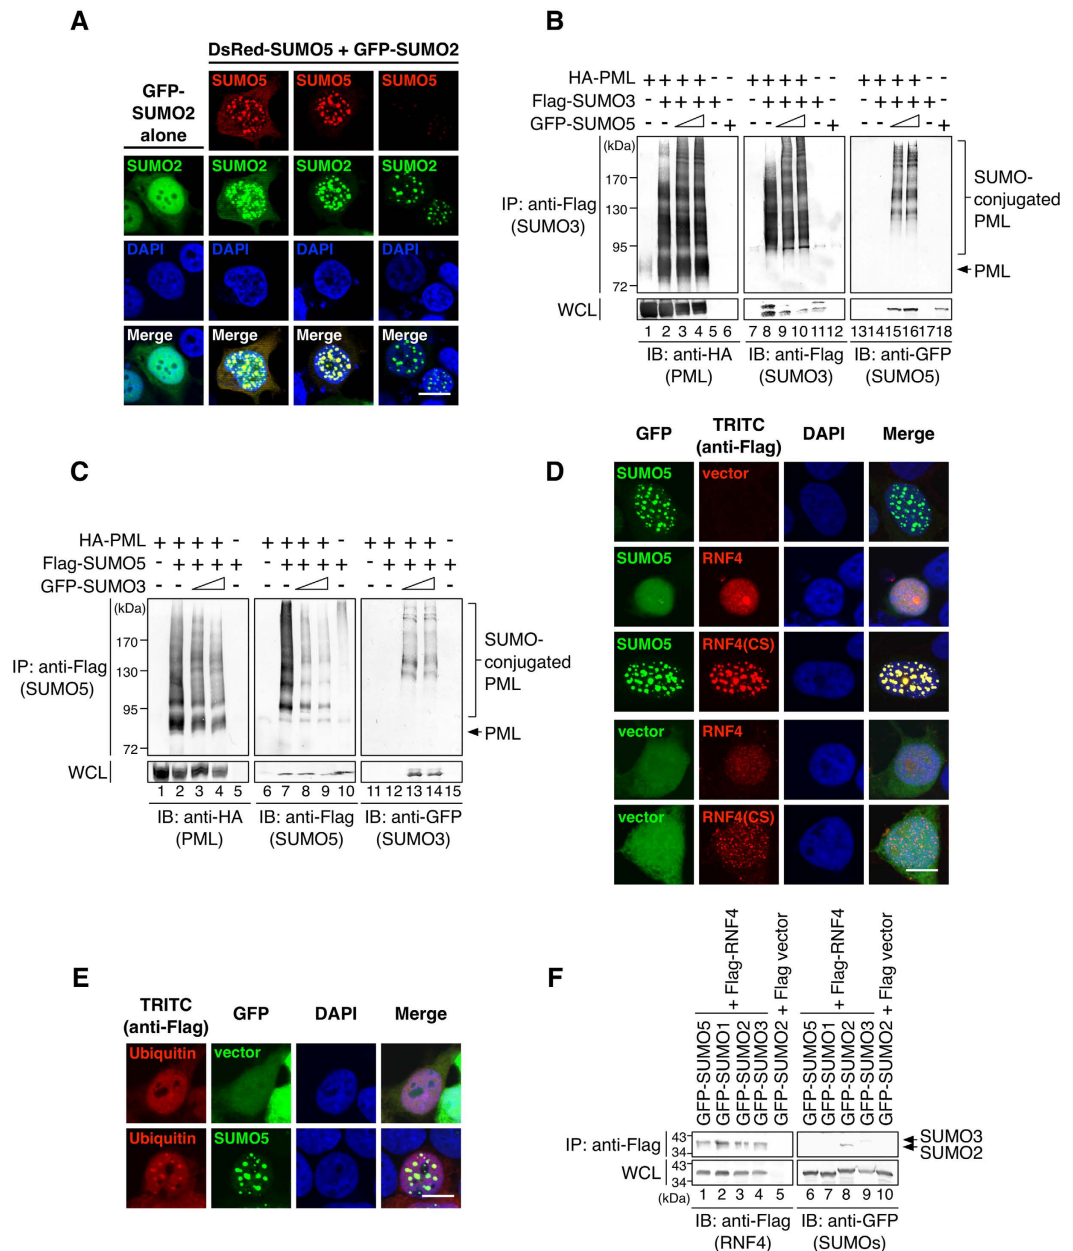 A
DsRed-SUMO5 + GFP-SUMO2
GFP-
SUMO2
alone
SUMO5 SUMO5 SUMO5
SUMO2 SUMO2 SUMO2 SUMO2
DAPI DAPI DAPI DAPI
Merge Merge Merge Merge
B
HA-PML + + + + - - + + + + - - + + + + - -
Flag-SUMO3 - + + + + - - + + + + - - + + + + -
GFP-SUMO5 - - - + - - - + - - - +
(kDa)
170
130
95
72
IP: anti-Flag
(SUMO3)
SUMO-
conjugated
PML
PML
WCL
1 2 3 4 5 6 7 8 9 10 11 12 13 14 15 16 17 18
IB: anti-HA
(PML)
IB: anti-Flag
(SUMO3)
IB: anti-GFP
(SUMO5)
C
HA-PML + + + + - + + + + - + + + + -
Flag-SUMO5 - + + + + - + + + + - + + + +
GFP-SUMO3 - - - - - - - - -
(kDa)
170
130
95
72
IP: anti-Flag
(SUMO5)
SUMO-
conjugated
PML
PML
WCL
1 2 3 4 5 6 7 8 9 10 11 12 13 14 15
IB: anti-HA
(PML)
IB: anti-Flag
(SUMO5)
IB: anti-GFP
(SUMO3)
D
GFP
TRITC
(anti-Flag)
DAPI
Merge
SUMO5 vector
SUMO5 RNF4
SUMO5 RNF4(CS)
vector RNF4
vector RNF4(CS)
E
TRITC
(anti-Flag)
GFP
DAPI
Merge
Ubiquitin vector
Ubiquitin SUMO5
F
+ Flag-RNF4
+ Flag-RNF4
GFP-SUMO5
GFP-SUMO1
GFP-SUMO2
GFP-SUMO3
GFP-SUMO2 + Flag vector
GFP-SUMO5
GFP-SUMO1
GFP-SUMO2
GFP-SUMO3
GFP-SUMO2 + Flag vector
IP: anti-Flag
43
34
SUMO3
SUMO2
WCL
43
34
(kDa)
1 2 3 4 5 6 7 8 9 10
IB: anti-Flag
(RNF4)
IB: anti-GFP
(SUMOs)